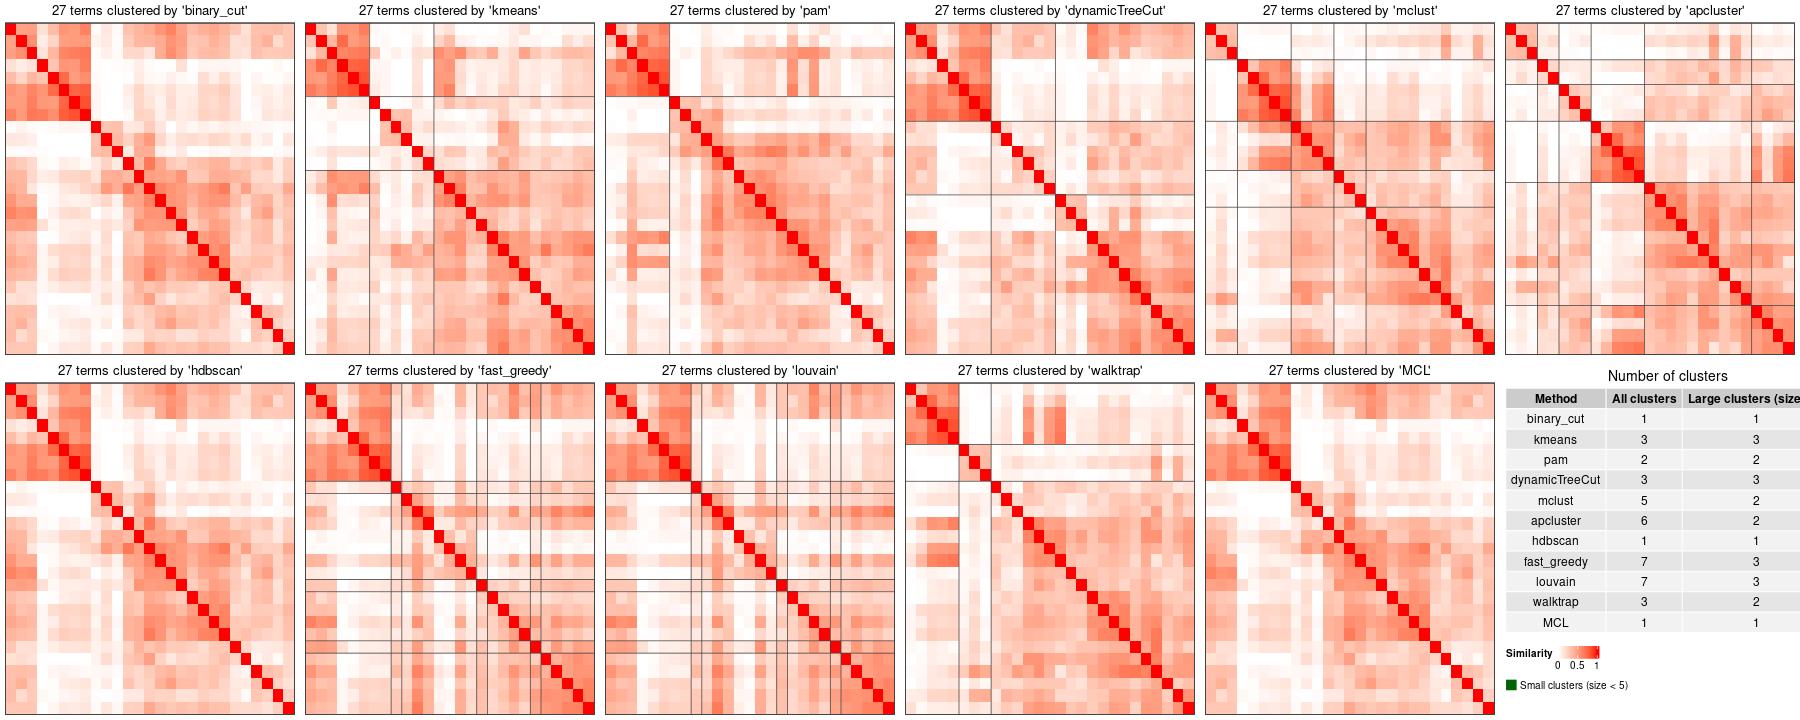 27 terms clustered by 'binary_cut'
27 terms clustered by 'kmeans'
27 terms clustered by 'pam'
27 terms clustered by 'dynamicTreeCut'
27 terms clustered by 'mclust'
27 terms clustered by 'apcluster'
27 terms clustered by 'hdbscan'
27 terms clustered by 'fast_greedy'
27 terms clustered by 'louvain'
27 terms clustered by 'walktrap'
27 terms clustered by 'MCL'
Number of clusters
Method All clusters Large clusters (size
binary_cut 1 1
kmeans 3 3
pam 2 2
dynamicTreeCut 3 3
mclust 5 2
apcluster 6 2
hdbscan 1 1
fast_greedy 7 3
louvain 7 3
walktrap 3 2
MCL 1 1
Similarity
0 0.5 1
Small clusters (size < 5)